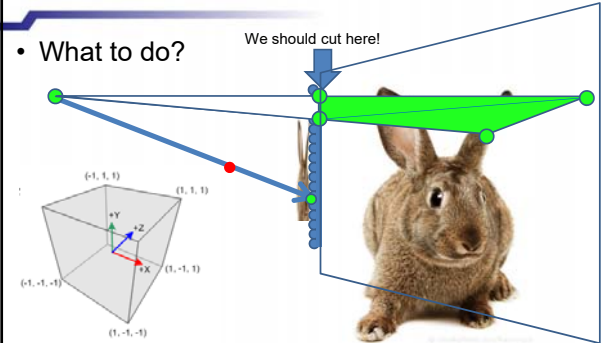 • What to do?
We should cut here!
(-1, 1, 1)
(1, 1, 1)
+Y
+Z
+X
(1, -1, 1)
(-1, -1, -1)
(1, -1, -1)